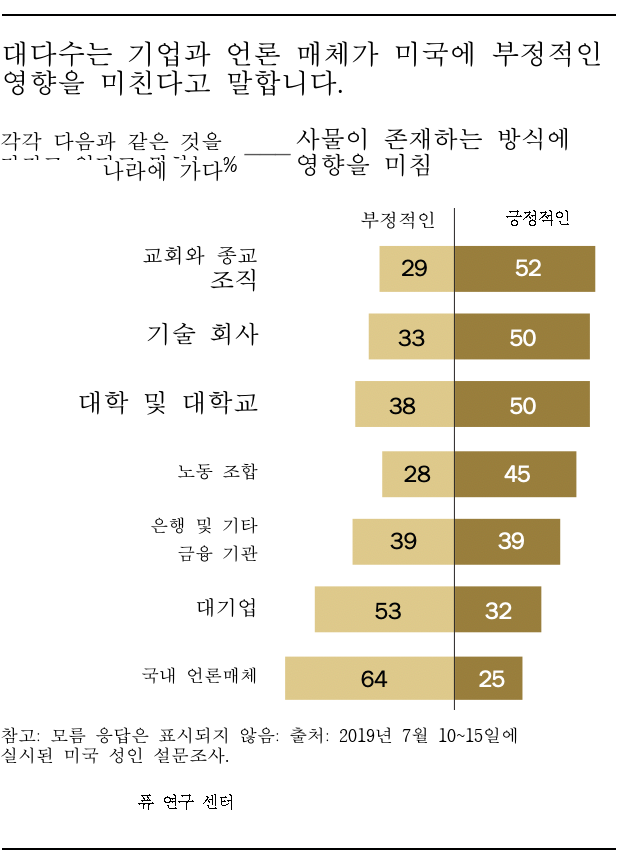 대다수는 기업과 언론 매체가 미국에 부정적인
영향을 미친다고 말합니다.
각각 다음과 같은 것을
나라에 가다%
사물이 존재하는 방식에
영향을 미침
부정적인 긍정적인
교회와 종교
조직 29 52
기술 회사 33 50
대학 및 대학교 38 50
노동 조합 28 45
은행 및 기타
금융 기관 39 39
대기업 53 32
국내 언론매체 64 25
참고: 모름 응답은 표시되지 않음: 출처: 2019년 7월 10~15일에
실시된 미국 성인 설문조사.
퓨 연구 센터